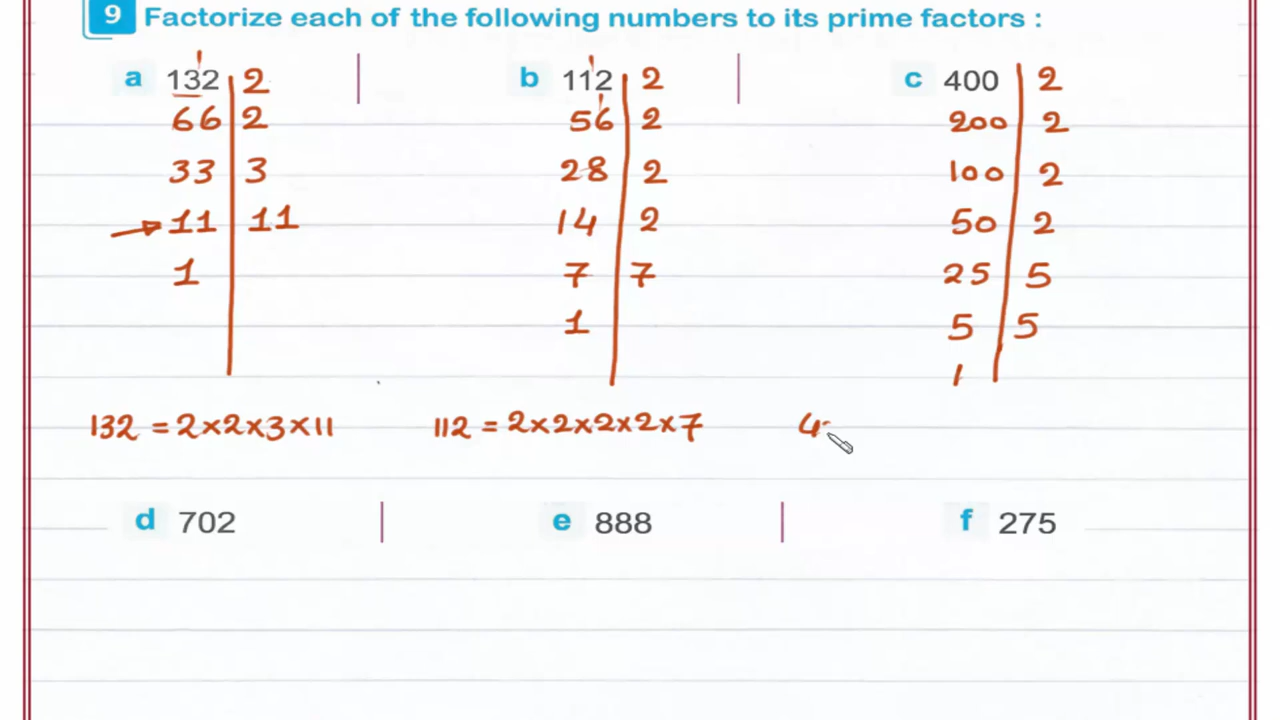 9 Factorize each of the following numbers to its prime factors :
a 132 2 b 112 2 c 400 2
66 2 56 2 200 2
33 3 28 2 100 2
11 11 14 2 50 2
1 7 7 25 5
1 5 5
1
132 = 2×2×3×11 112 = 2×2×2×2×7 4
d 702 e 888 f 275